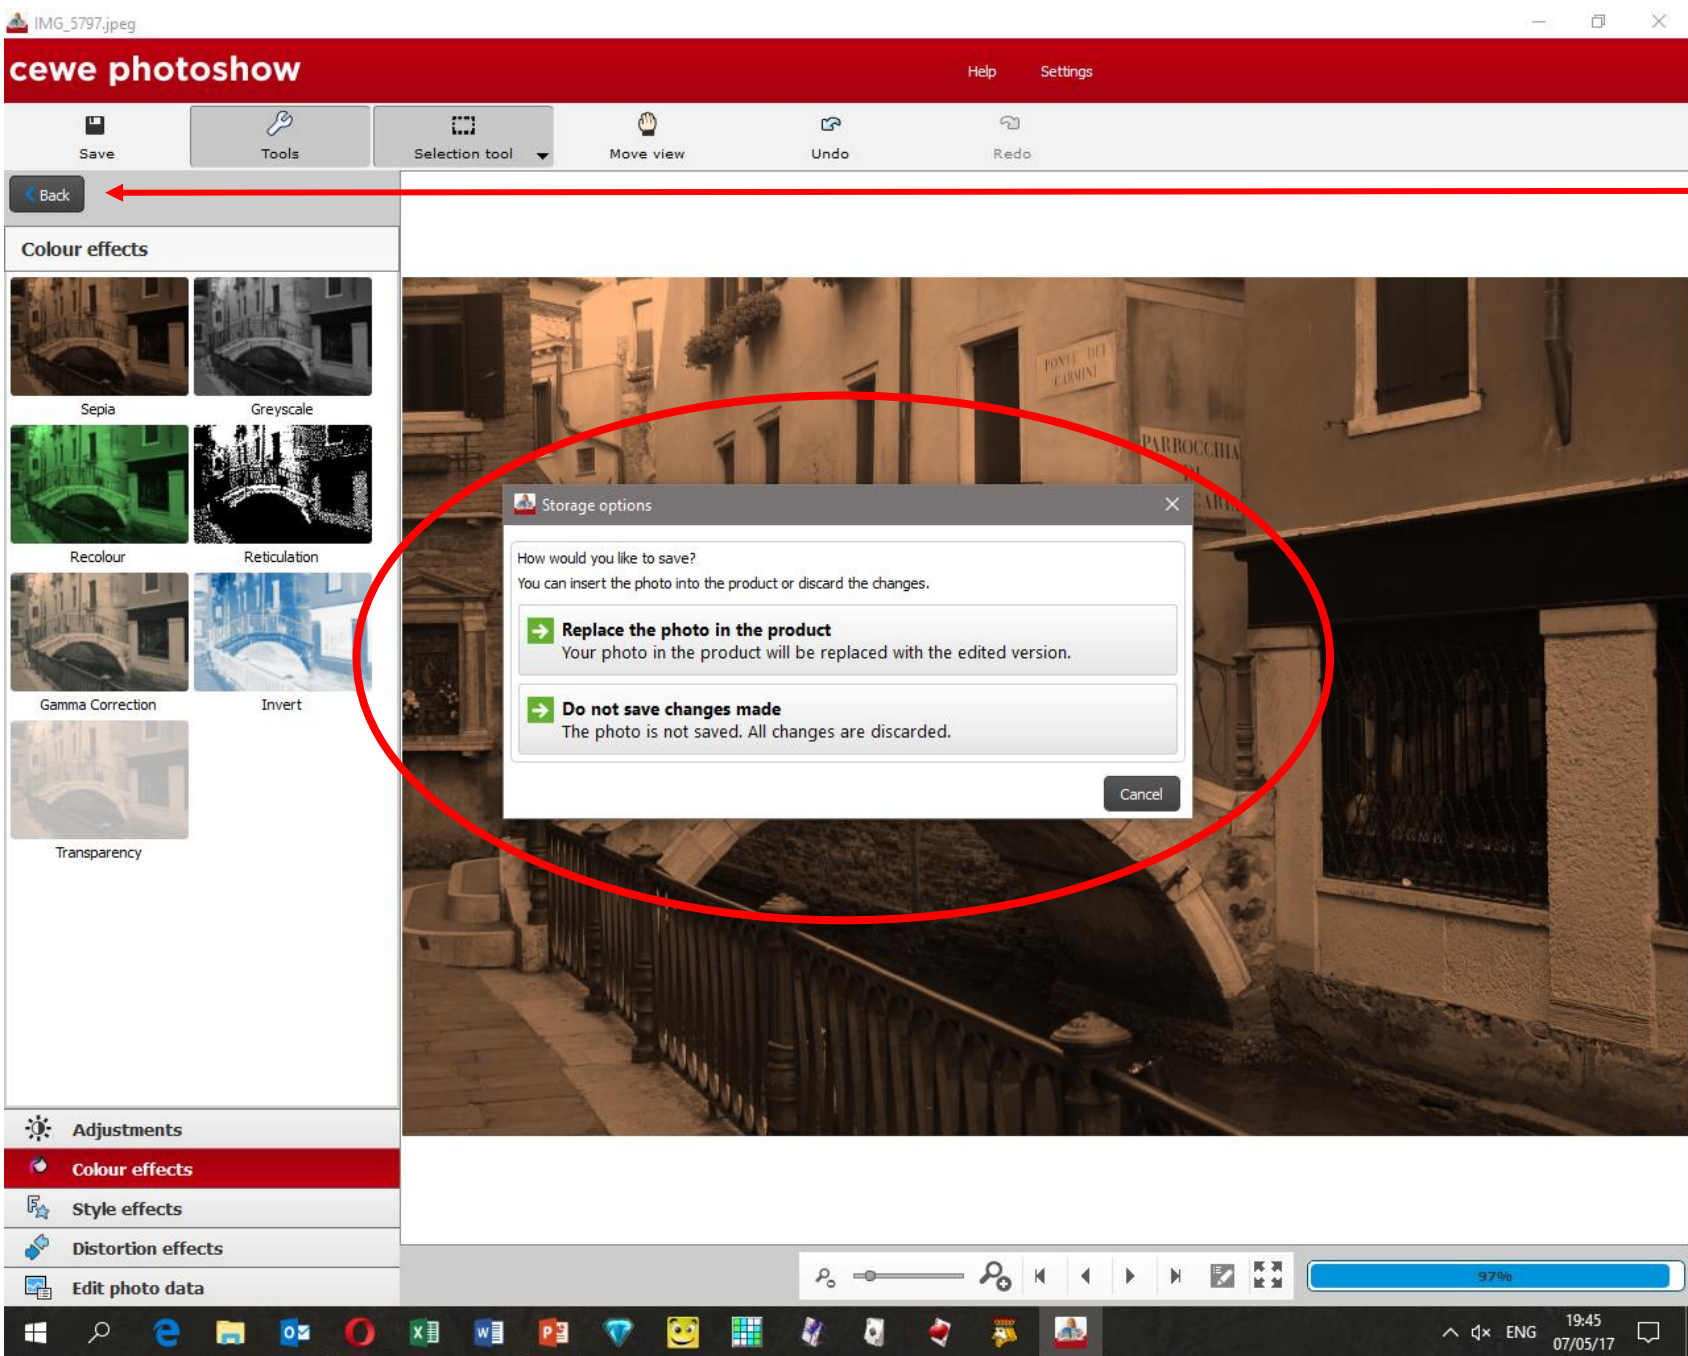 IMG_5797.jpeg
cewe photoshow
Help Settings
Save Tools Selection tool Move view Undo Redo
Back
Colour effects
Sepia Greyscale
Recolour Reticulation
Gamma Correction Invert
Transparency
PONTE DEI
CARMINI
PARROCCHIA
Storage options
How would you like to save?
You can insert the photo into the product or discard the changes.
Replace the photo in the product
Your photo in the product will be replaced with the edited version.
Do not save changes made
The photo is not saved. All changes are discarded.
Cancel
Adjustments
Colour effects
Style effects
Distortion effects
Edit photo data
97%
ENG
19:45
07/05/17